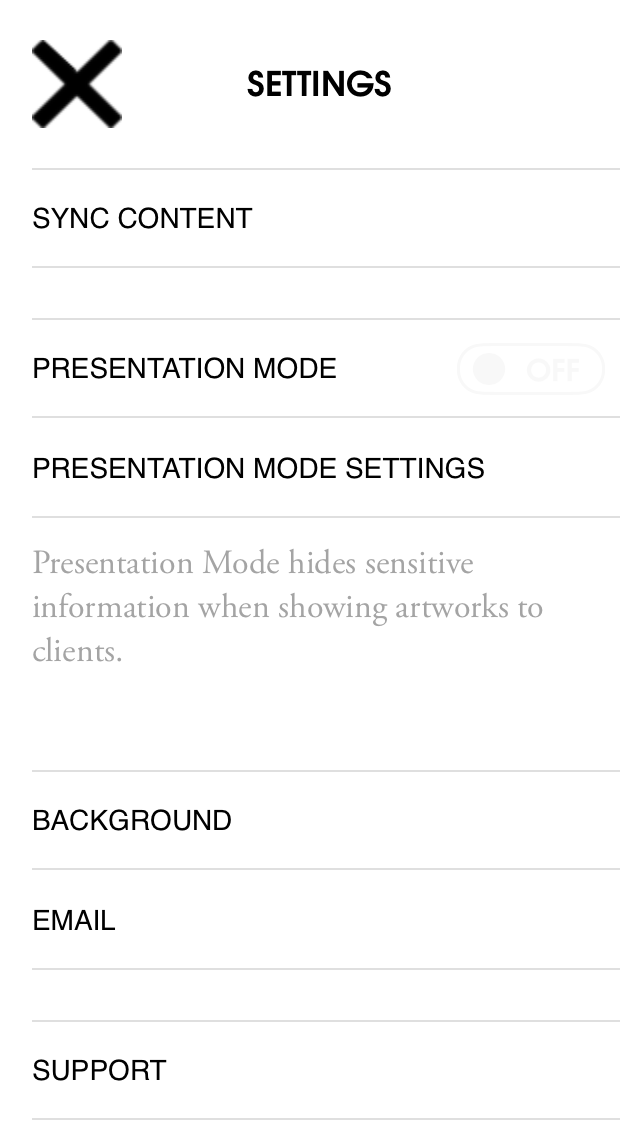 SETTINGS
SYNC CONTENT
PRESENTATION MODE OFF
PRESENTATION MODE SETTINGS
Presentation Mode hides sensitive
information when showing artworks to
clients.
BACKGROUND
EMAIL
SUPPORT